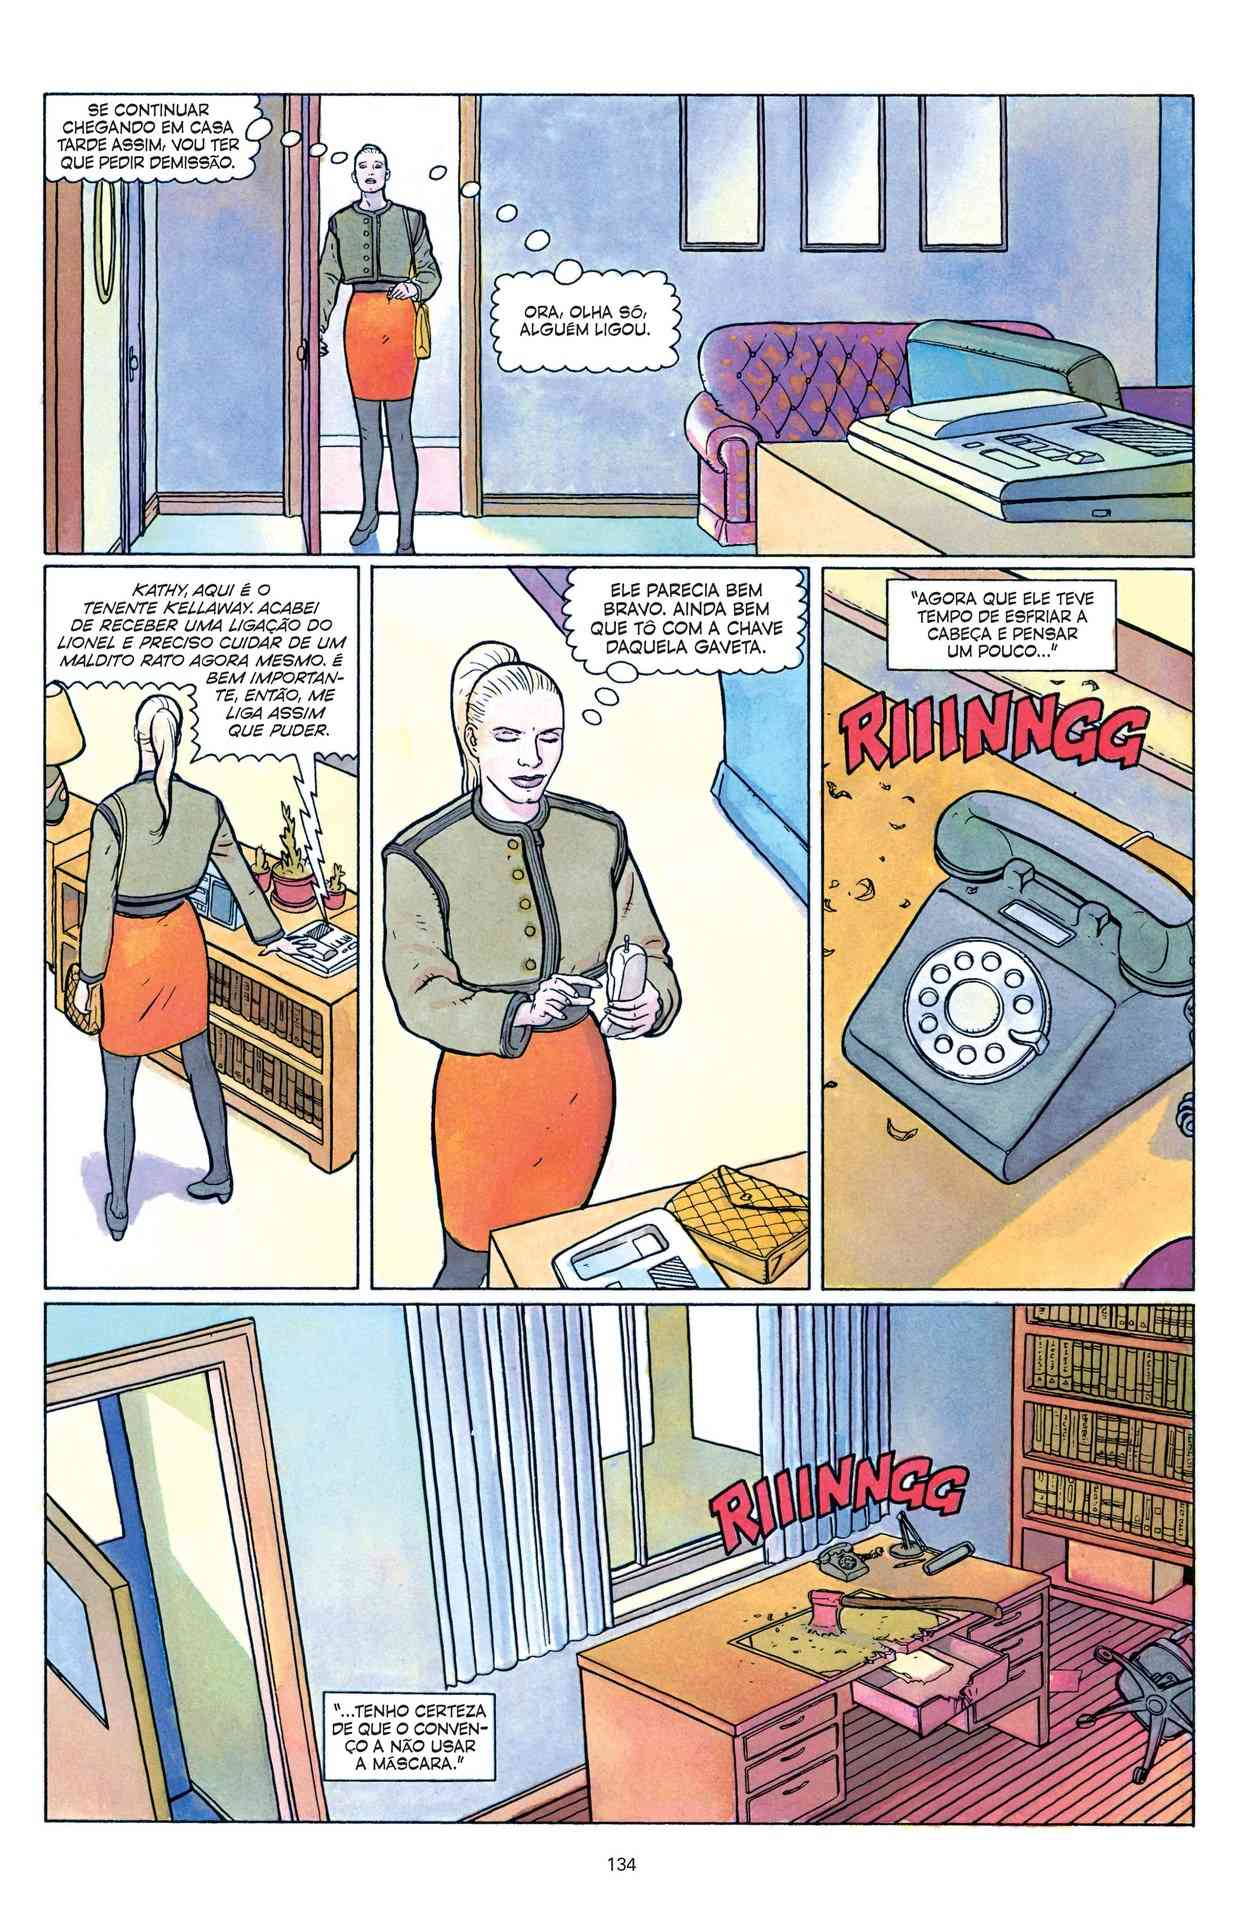 SE CONTINUAR
CHEGANDO EM CASA
TARDE ASSIM, VOU TER
QUE PEDIR DEMISSÃO.
ORA, OLHA SÓ,
ALGUÉM LIGOU.
KATHY, AQUI É O
TENENTE KELLAWAY. ACABEI
DE RECEBER UMA LIGAÇÃO DO
LIONEL E PRECISO CUIDAR DE UM
MALDITO RATO AGORA MESMO. É
BEM IMPORTAN-
TE, ENTÃO, ME
LIGA ASSIM
QUE PUDER.
ELE PARECIA BEM
BRAVO. AINDA BEM
QUE TÔ COM A CHAVE
DAQUELA GAVETA.
"AGORA QUE ELE TEVE
TEMPO DE ESFRIAR A
CABEÇA E PENSAR
UM POUCO..."
RIIINNGG
RIIINNGG
"...TENHO CERTEZA
DE QUE O CONVEN-
ÇO A NÃO USAR
A MÁSCARA."
134